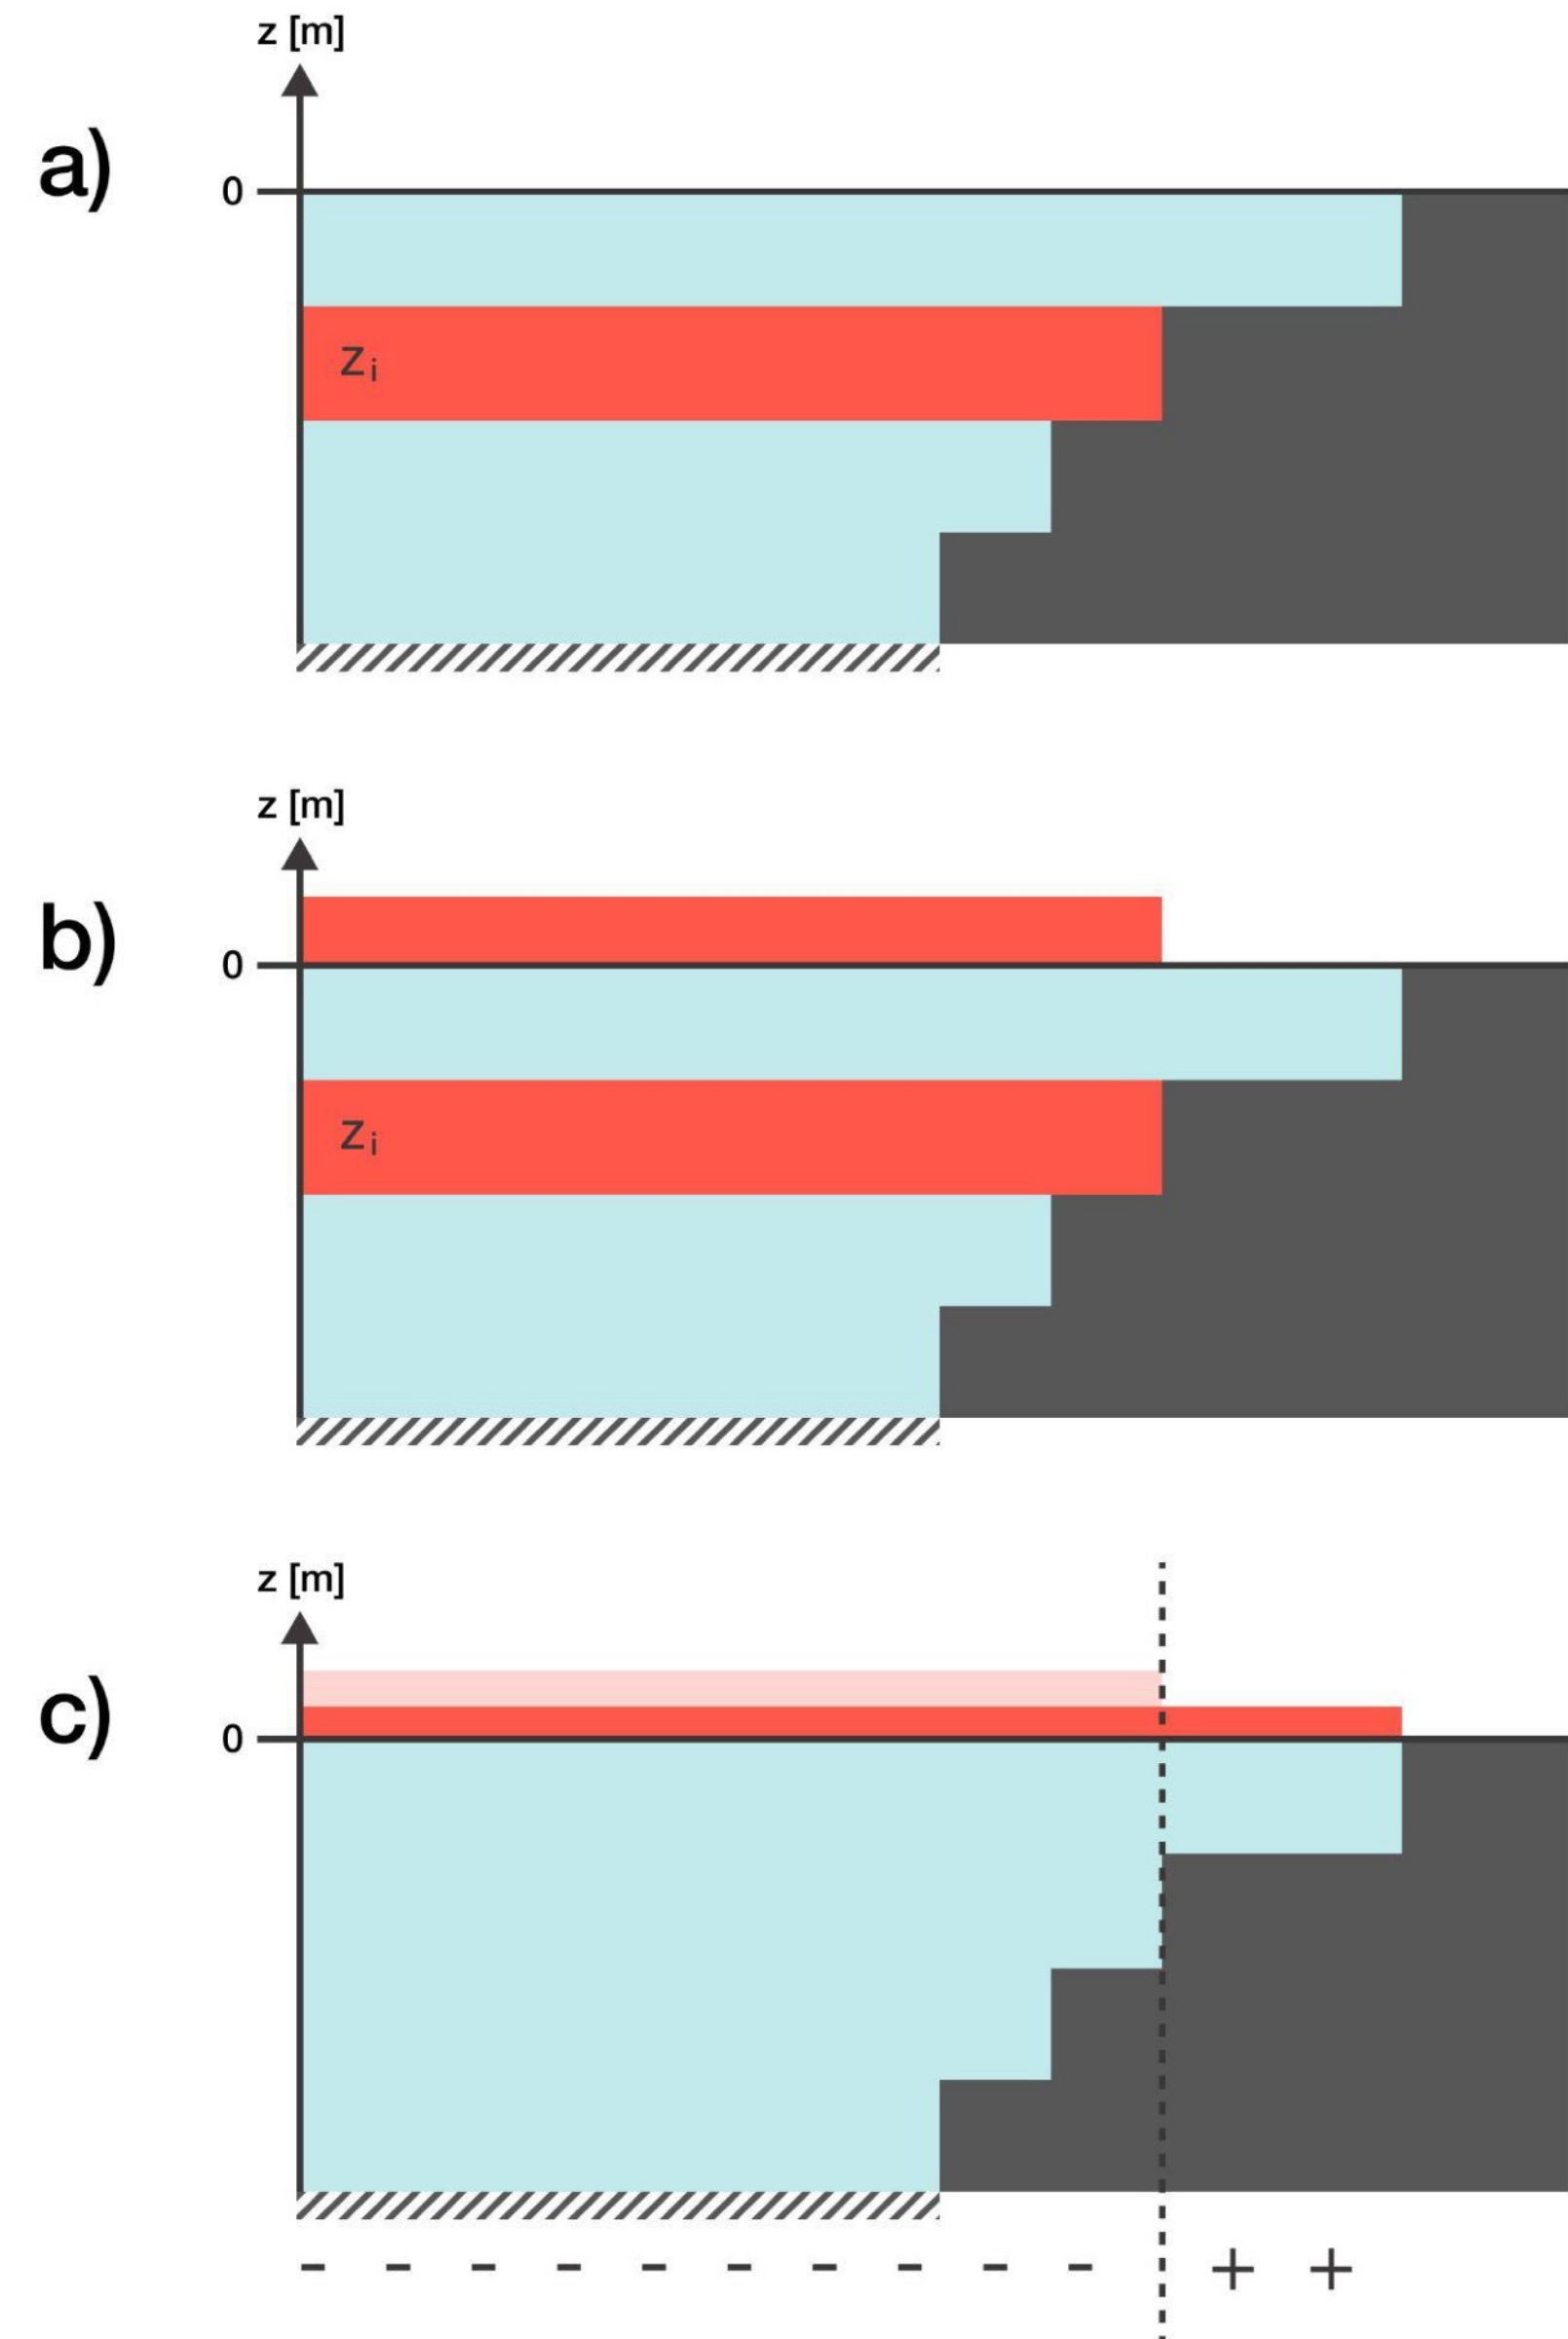 z [m]
a)
0
z i
z [m]
b)
0
z i
z [m]
c)
0
- - - - - - - - - - + +